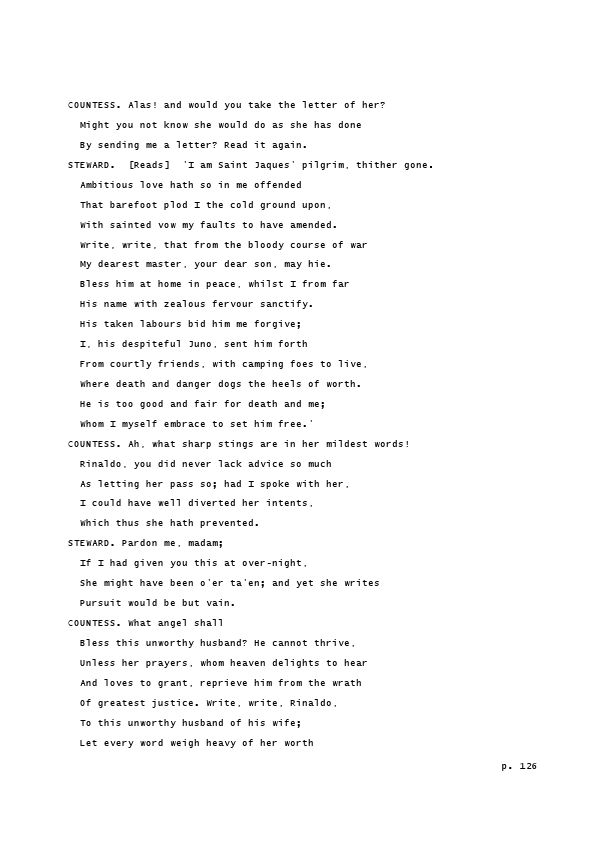 COUNTESS. Alas! and would you take the letter of her?
Might you not know she would do as she has done
By sending me a letter? Read it again.
STEWARD.  [Reads]  'I am Saint Jaques' pilgrim, thither gone.
Ambitious love hath so in me offended
That barefoot plod I the cold ground upon,
With sainted vow my faults to have amended.
Write, write, that from the bloody course of war
My dearest master, your dear son, may hie.
Bless him at home in peace, whilst I from far
His name with zealous fervour sanctify.
His taken labours bid him me forgive;
I, his despiteful Juno, sent him forth
From courtly friends, with camping foes to live,
Where death and danger dogs the heels of worth.
He is too good and fair for death and me;
Whom I myself embrace to set him free.'
COUNTESS. Ah, what sharp stings are in her mildest words!
Rinaldo, you did never lack advice so much
As letting her pass so; had I spoke with her,
I could have well diverted her intents,
Which thus she hath prevented.
STEWARD. Pardon me, madam;
If I had given you this at over-night,
She might have been o'er ta'en; and yet she writes
Pursuit would be but vain.
COUNTESS. What angel shall
Bless this unworthy husband? He cannot thrive,
Unless her prayers, whom heaven delights to hear
And loves to grant, reprieve him from the wrath
Of greatest justice. Write, write, Rinaldo,
To this unworthy husband of his wife;
Let every word weigh heavy of her worth
p. 126